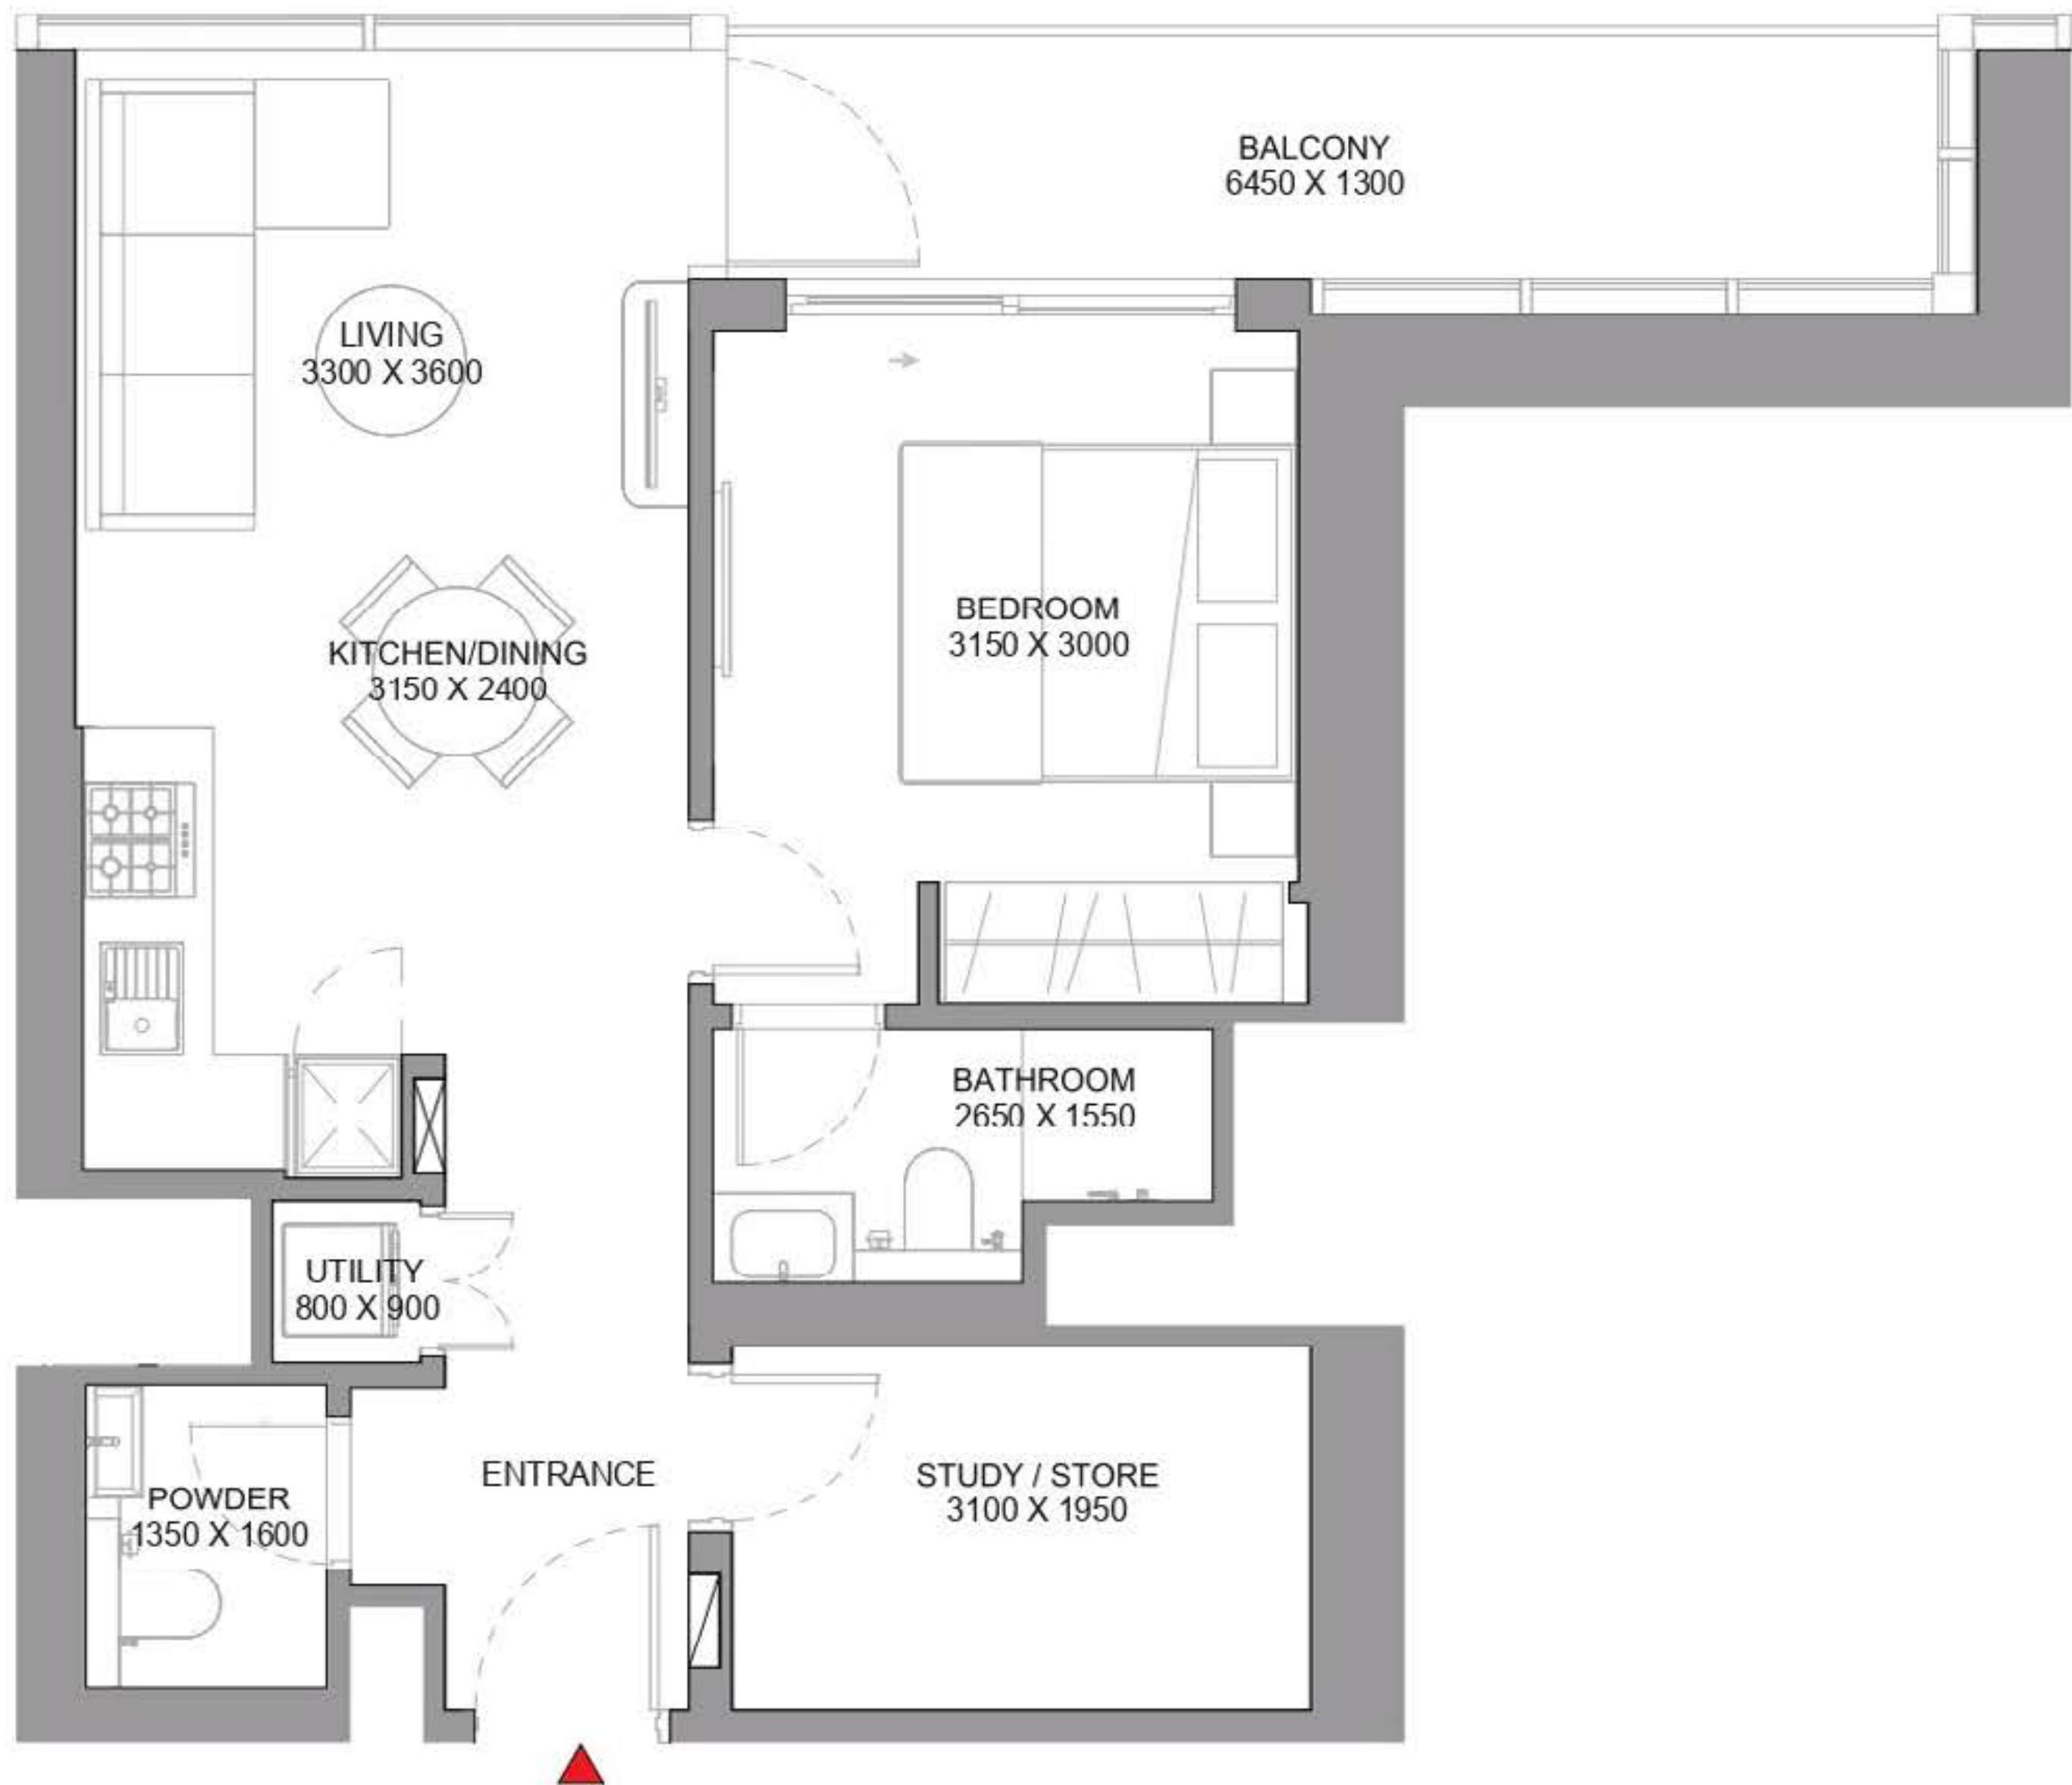 BALCONY
6450 X 1300
LIVING
3300 X 3600
BEDROOM
3150 X 3000
KITCHEN/DINING
3150 X 2400
BATHROOM
2650 X 1550
UTILITY
800 X 900
ENTRANCE
STUDY / STORE
3100 X 1950
POWDER
1350 X 1600